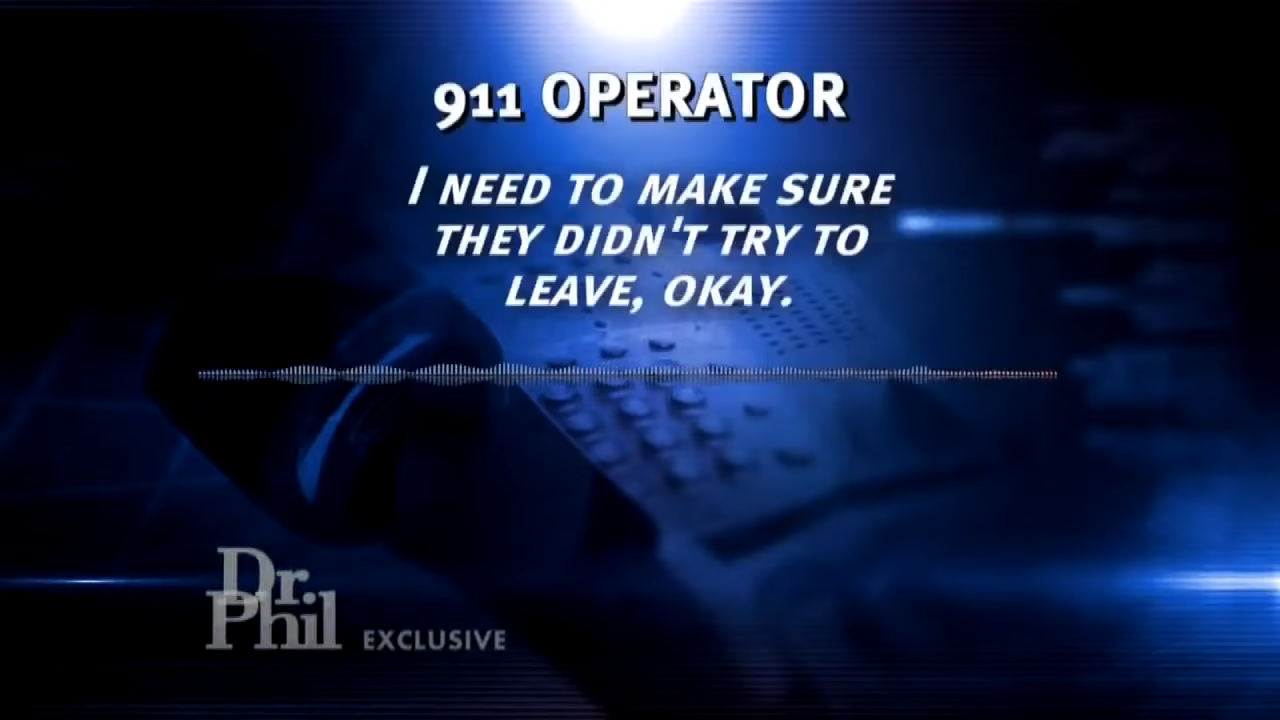 911 OPERATOR
I NEED TO MAKE SURE
THEY DIDN'T TRY TO
LEAVE, OKAY.
Dr.
Phil EXCLUSIVE